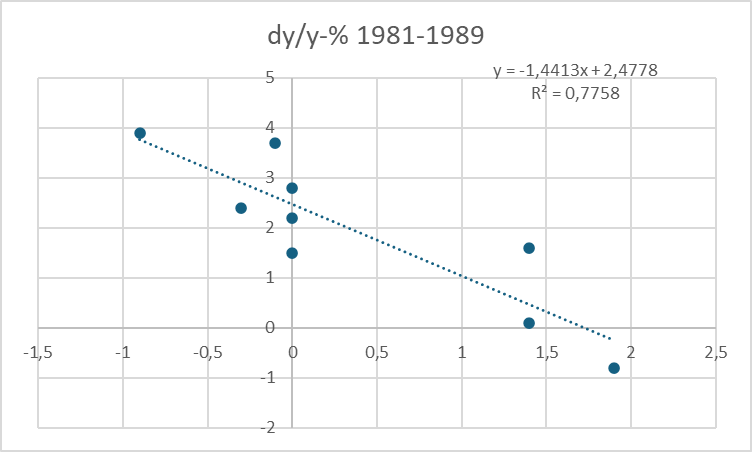 dy/y-% 1981-1989
y = -1,4413x + 2,4778
R² = 0,7758
5
4
3
2
1
0
-1,5 -1 -0,5 0 0,5 1 1,5 2 2,5
-1
-2